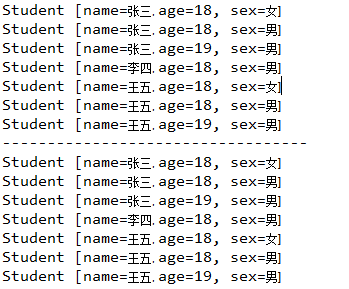 Student [name=张三, age=18, sex=女]
Student [name=张三, age=18, sex=男]
Student [name=张三, age=19, sex=男]
Student [name=李四, age=18, sex=男]
Student [name=王五, age=18, sex=女]
Student [name=王五, age=18, sex=男]
Student [name=王五, age=19, sex=男]
----------------------------------
Student [name=张三, age=18, sex=女]
Student [name=张三, age=18, sex=男]
Student [name=张三, age=19, sex=男]
Student [name=李四, age=18, sex=男]
Student [name=王五, age=18, sex=女]
Student [name=王五, age=18, sex=男]
Student [name=王五, age=19, sex=男]